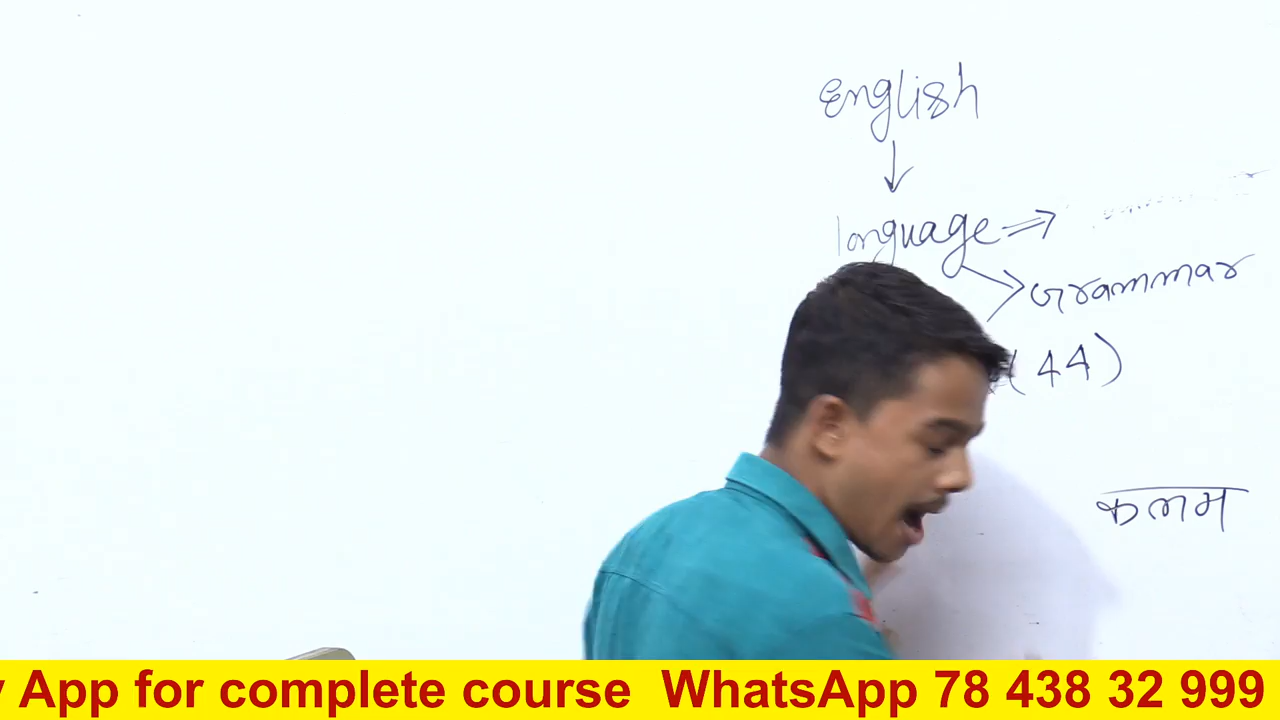 English
↓
language ⇒
Grammar
(44)
कलम
App for complete course WhatsApp 78 438 32 999